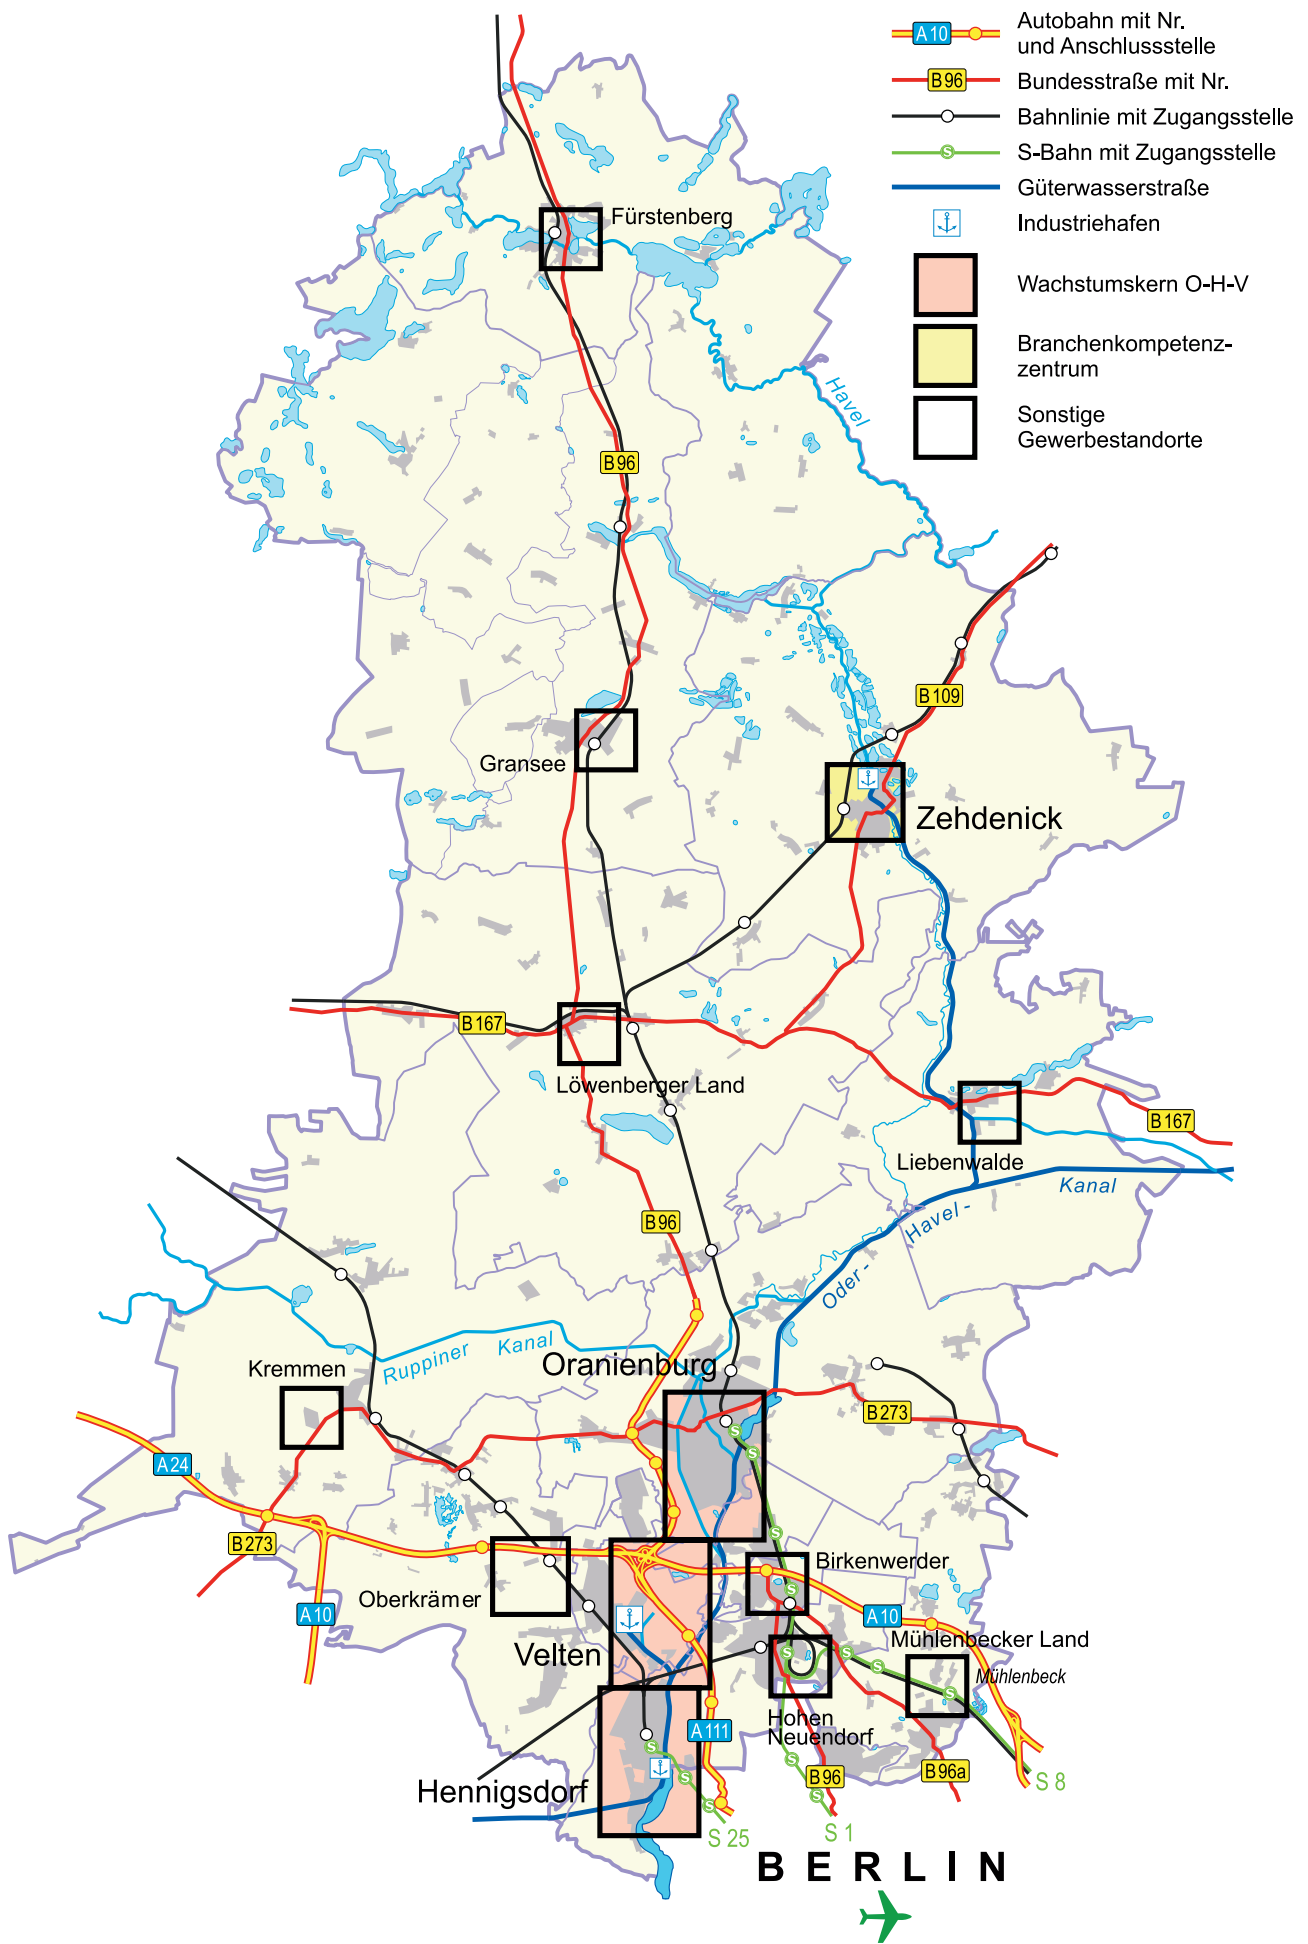 A10
Autobahn mit Nr.
und Anschlussstelle
B96
Bundesstraße mit Nr.
Bahnlinie mit Zugangsstelle
S
S-Bahn mit Zugangsstelle
Güterwasserstraße
Industriehafen
Wachstumskern O-H-V
Branchenkompetenz-
zentrum
Sonstige
Gewerbestandorte
Fürstenberg
Havel
B96
B109
Gransee
Zehdenick
B167
Löwenberger Land
B167
Liebenwalde
Kanal
Havel-
Oder-
B96
Ruppiner Kanal
Oranienburg
Kremmen
B273
S
S
A24
S
B273
Birkenwerder
Oberkrämer
S
A10
A10
Mühlenbecker Land
Velten
S
S
S
Mühlenbeck
S
Hohen
Neuendorf
A111
S
S
B96
B96a
S 8
Hennigsdorf
S
S
S
S 25
S 1
BERLIN